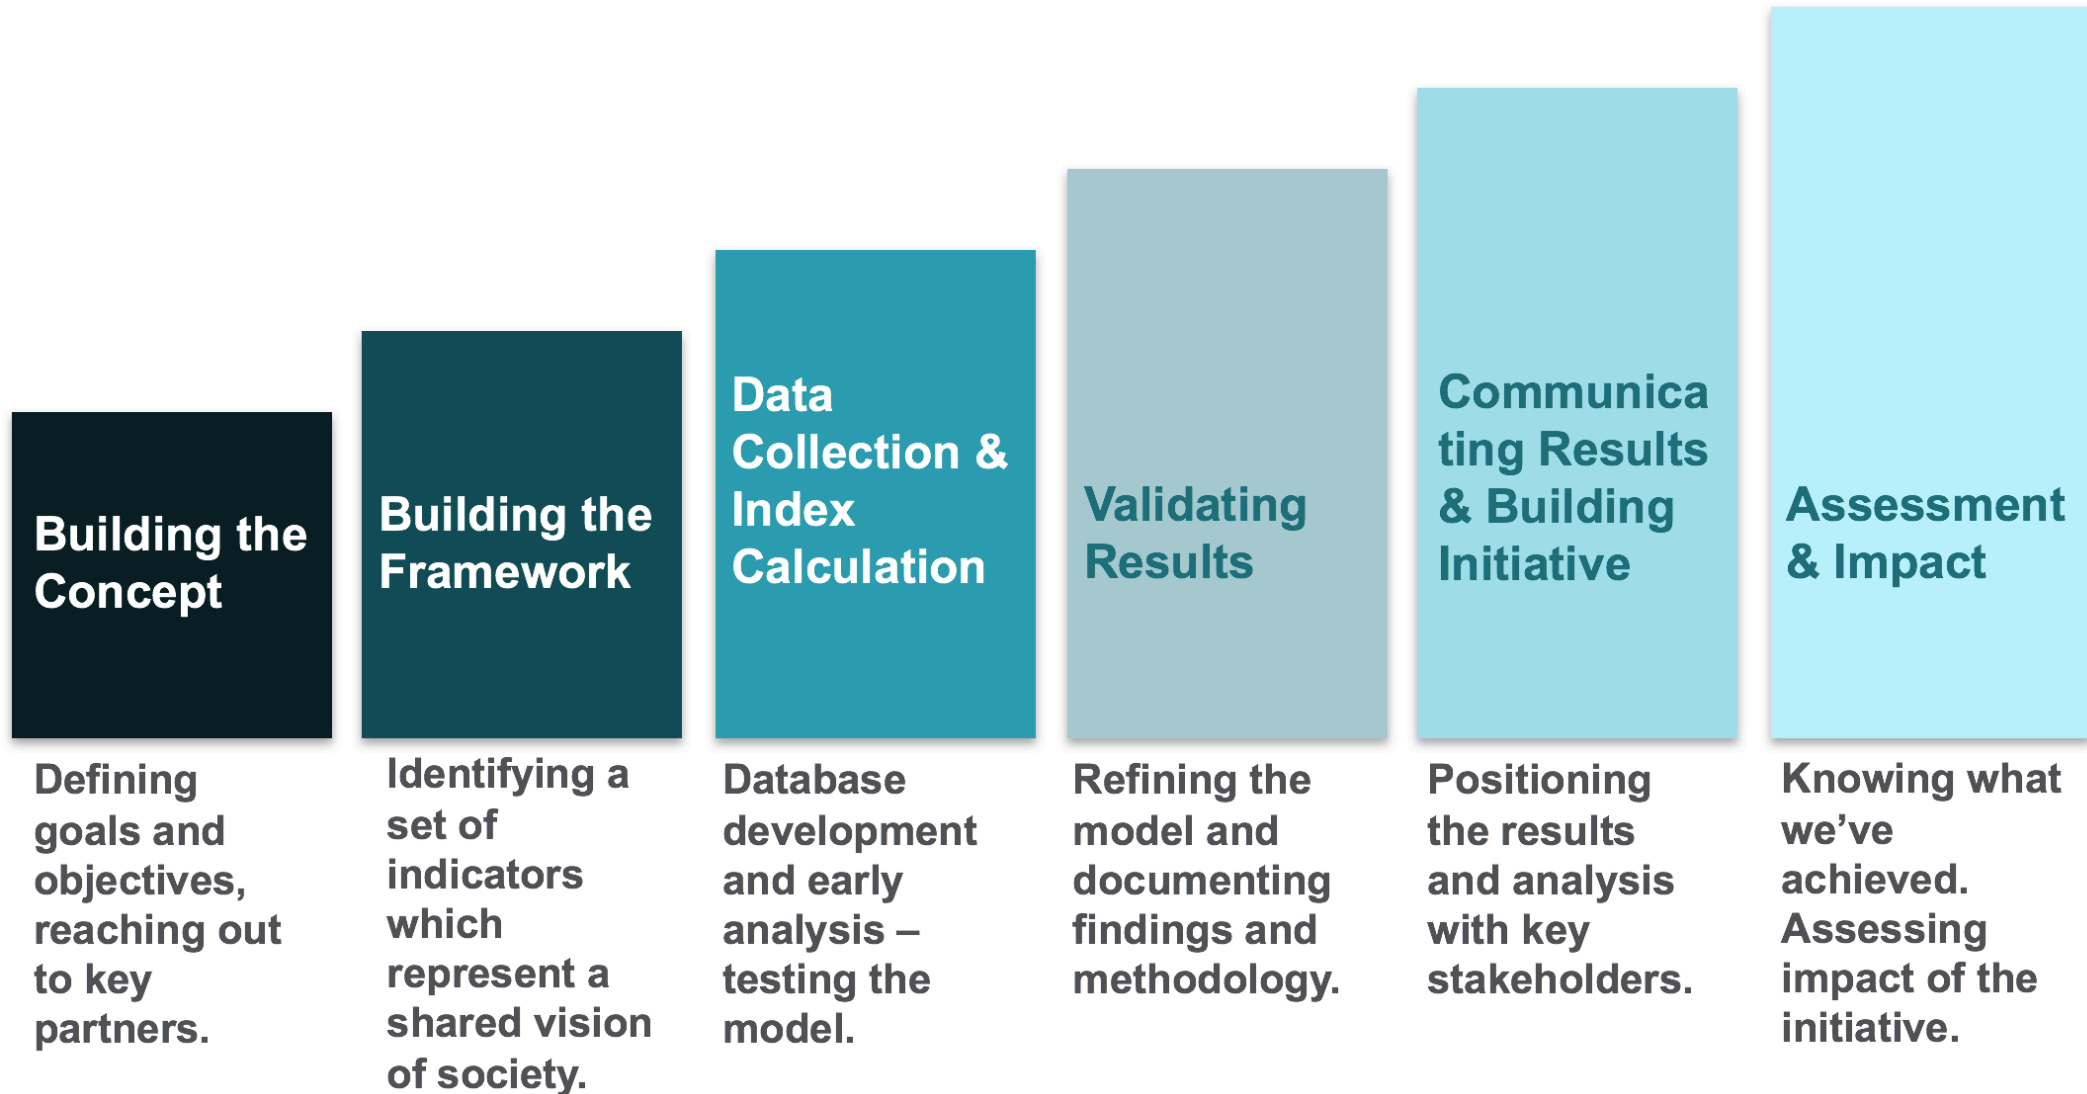 Building the
Concept
Building the
Framework
Data
Collection &
Index
Calculation
Validating
Results
Communica
ting Results
& Building
Initiative
Assessment
& Impact
Defining
goals and
objectives,
reaching out
to key
partners.
Identifying a
set of
indicators
which
represent a
shared vision
of society.
Database
development
and early
analysis –
testing the
model.
Refining the
model and
documenting
findings and
methodology.
Positioning
the results
and analysis
with key
stakeholders.
Knowing what
we’ve
achieved.
Assessing
impact of the
initiative.